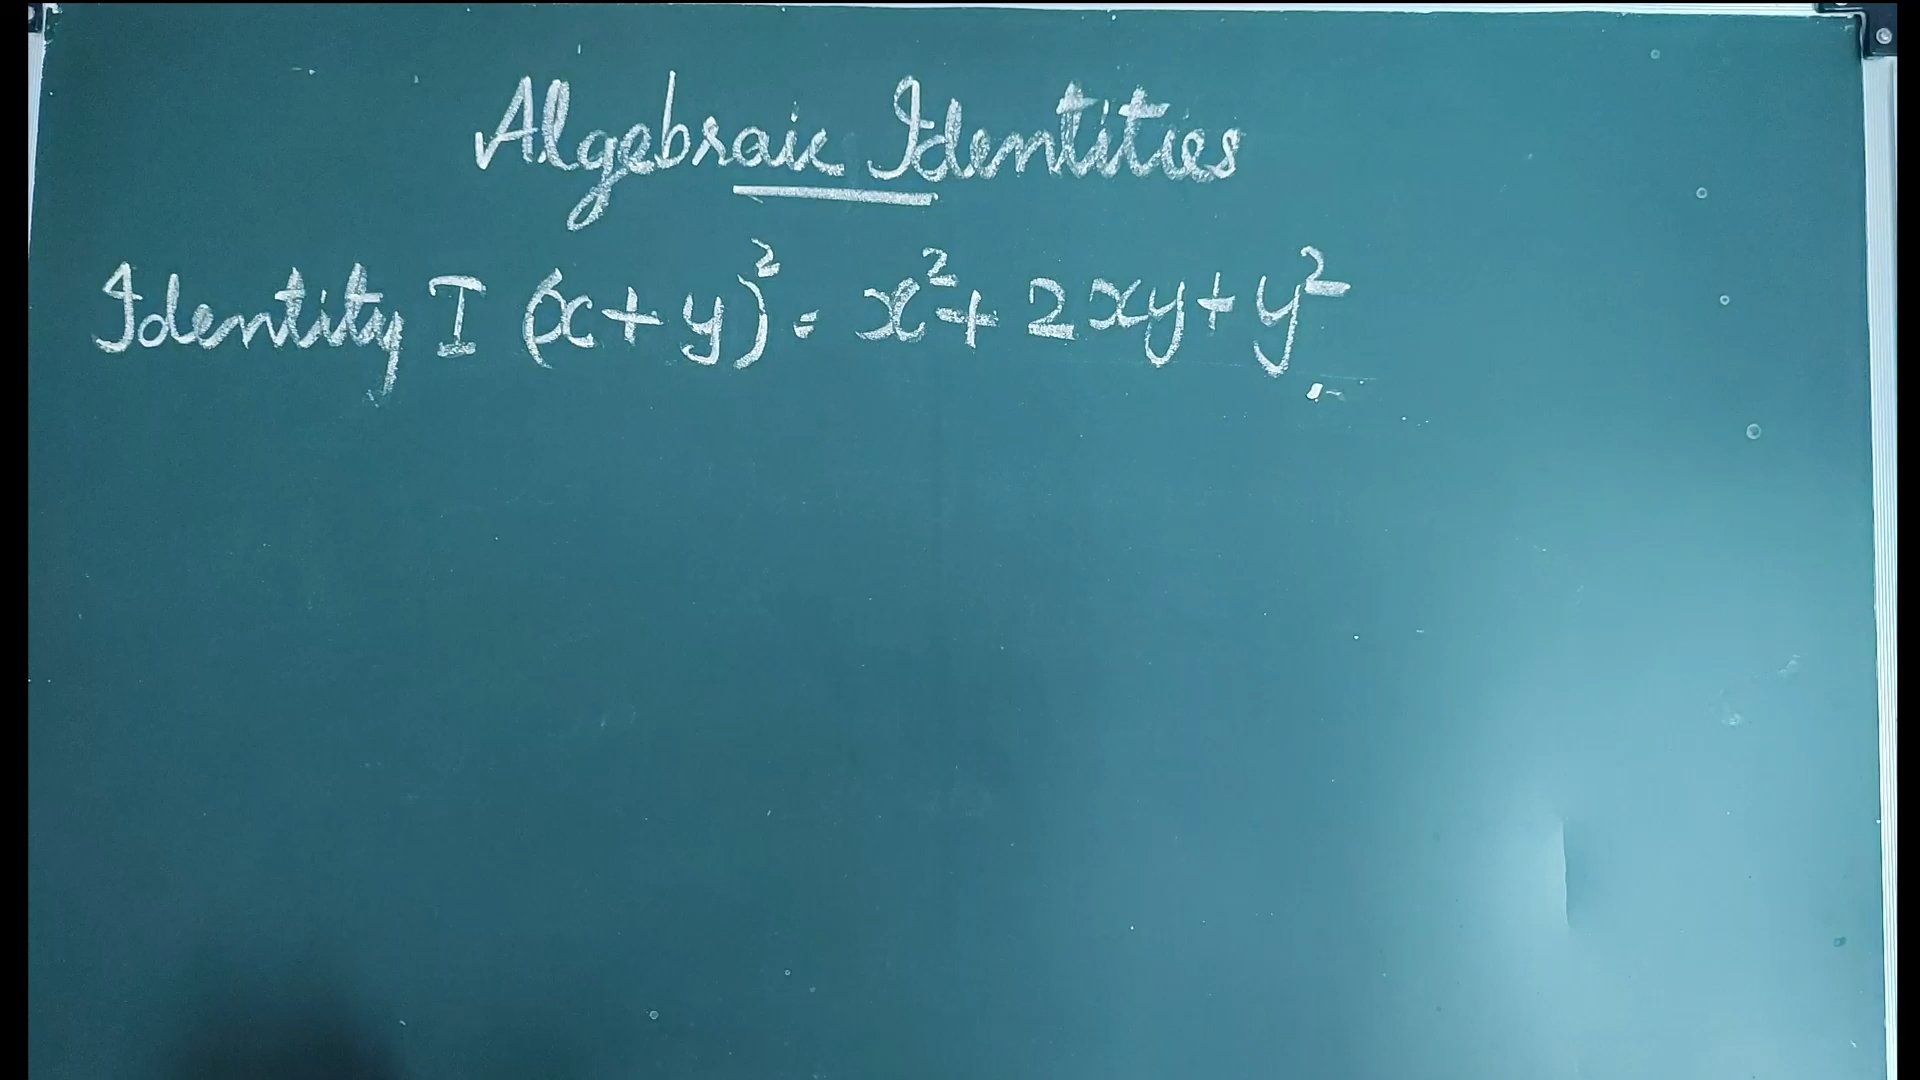 Algebraic Identities
Identity I (x+y)² = x²+ 2xy+y²